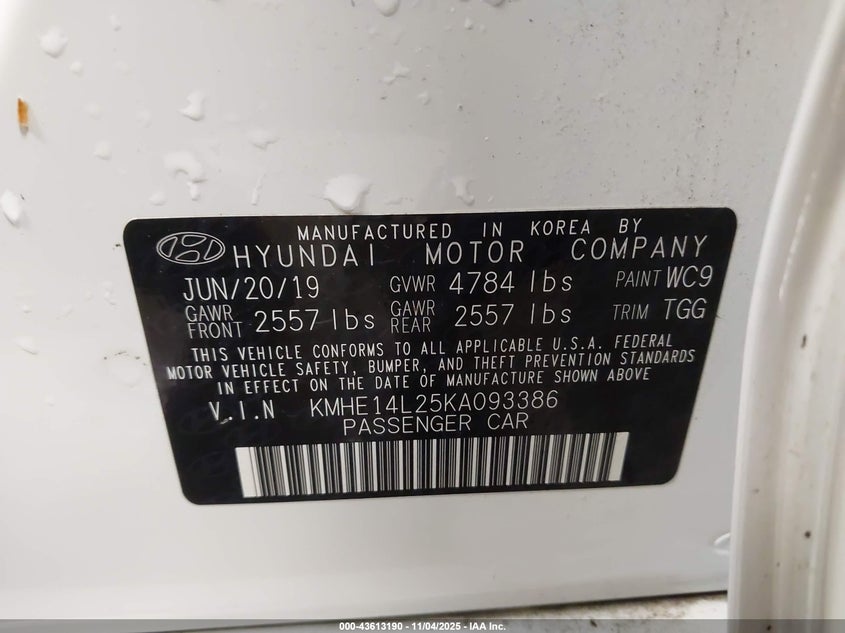 MANUFACTURED IN KOREA BY
HYUNDAI MOTOR COMPANY
JUN/20/19 GVWR 4784 lbs PAINT WC9
GAWR FRONT 2557 lbs GAWR REAR 2557 lbs TRIM TGG
THIS VEHICLE CONFORMS TO ALL APPLICABLE U.S.A. FEDERAL
MOTOR VEHICLE SAFETY, BUMPER, AND THEFT PREVENTION STANDARDS
IN EFFECT ON THE DATE OF MANUFACTURE SHOWN ABOVE
V.I.N KMHE14L25KA093386
PASSENGER CAR
000-43613190 - 11/04/2025 - IAA Inc.